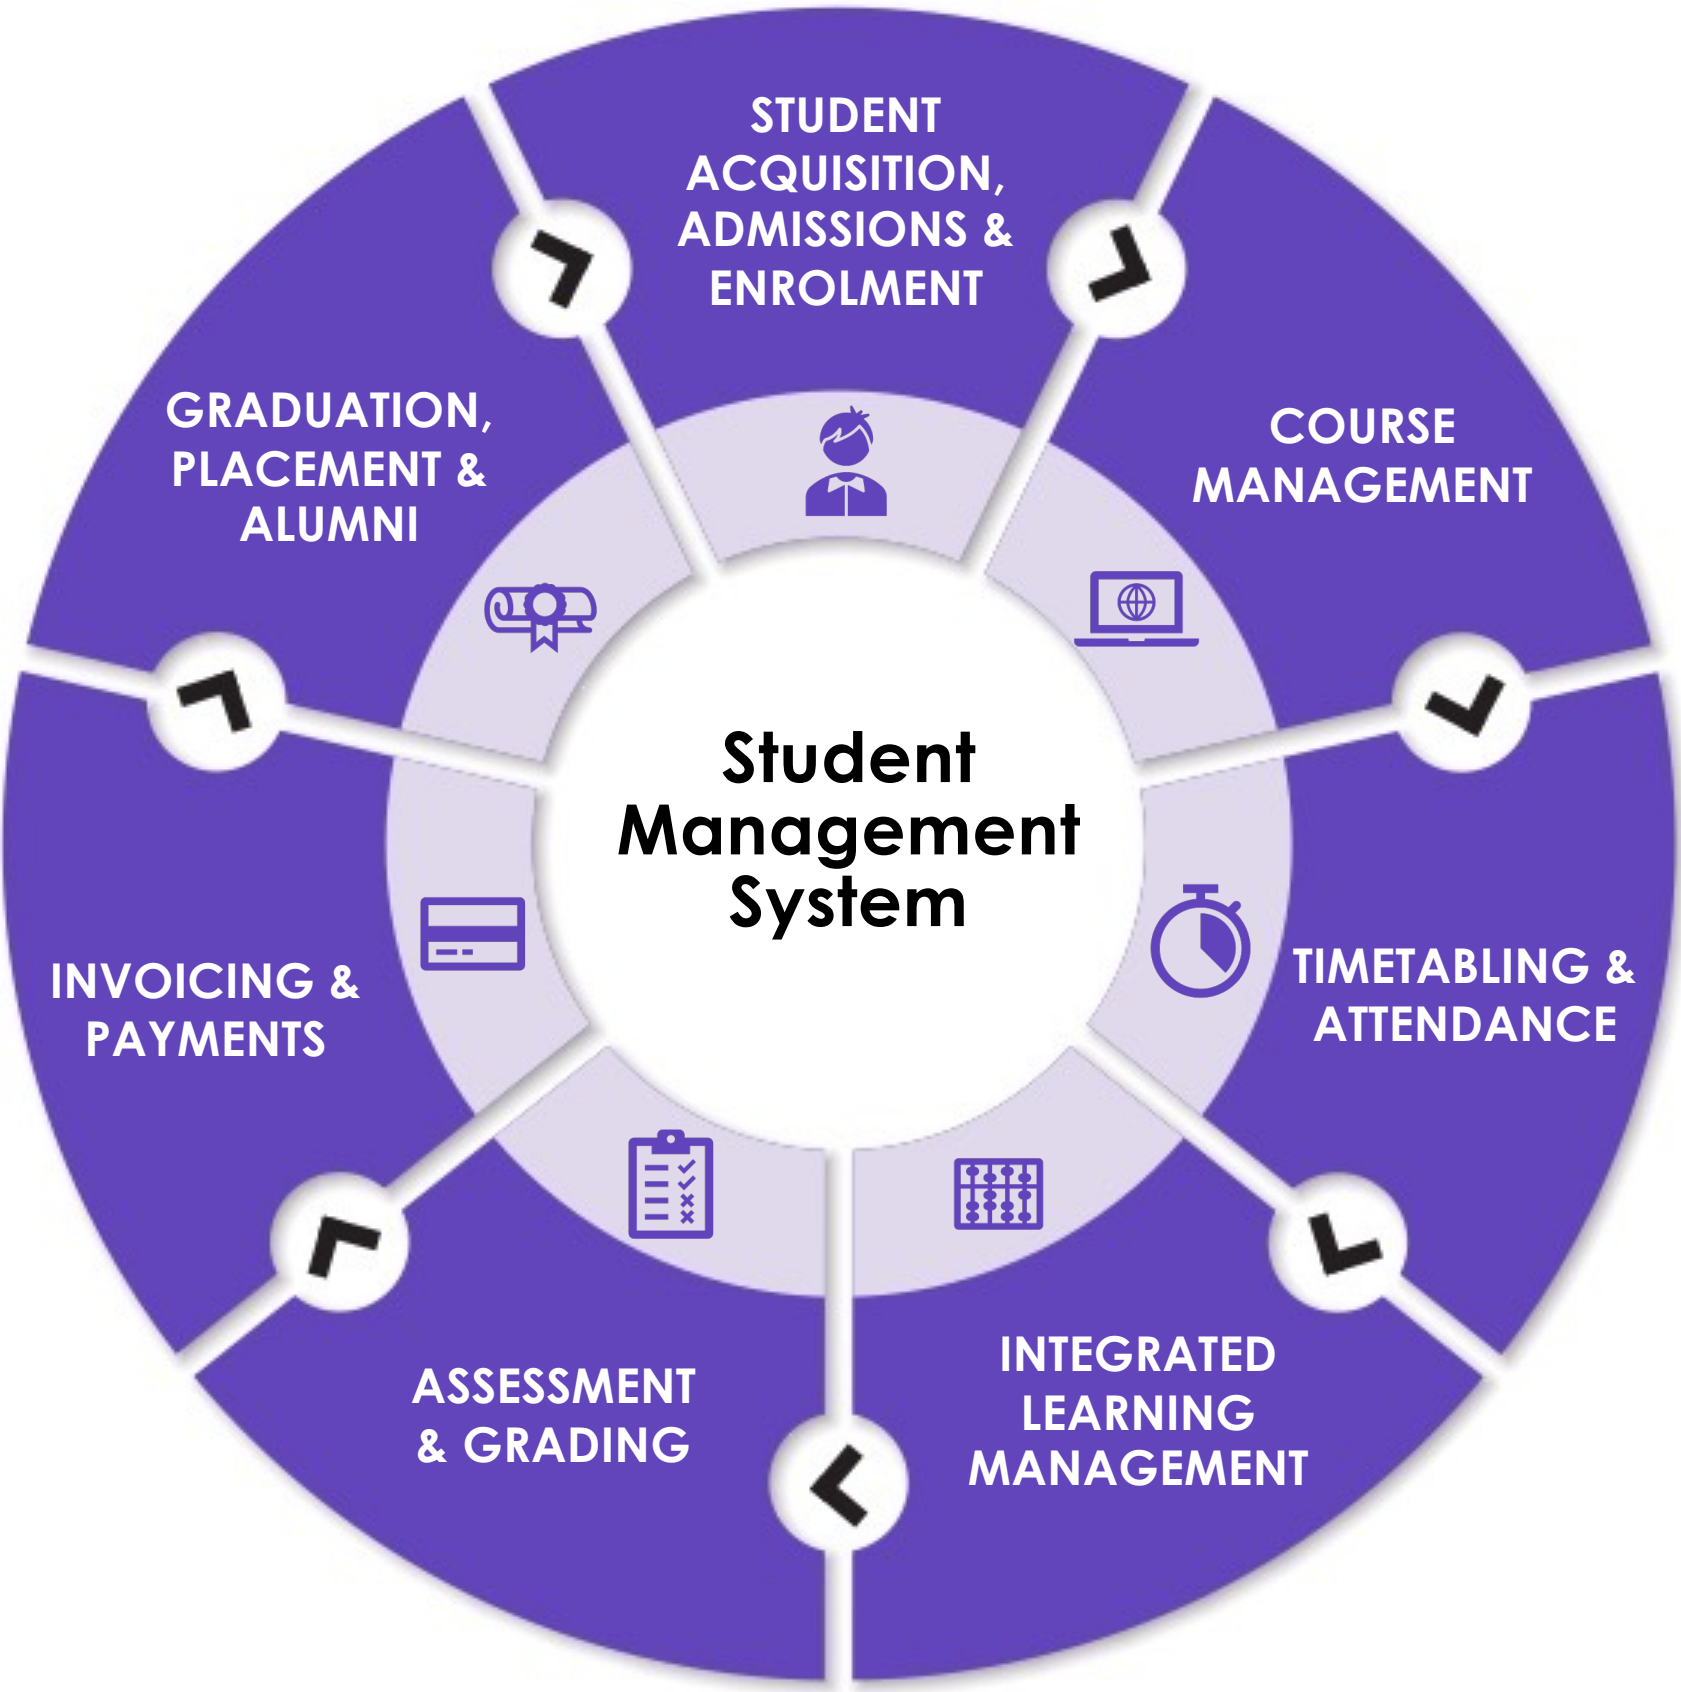 STUDENT
ACQUISITION,
ADMISSIONS &
ENROLMENT
COURSE
MANAGEMENT
TIMETABLING &
ATTENDANCE
INTEGRATED
LEARNING
MANAGEMENT
ASSESSMENT
& GRADING
INVOICING &
PAYMENTS
GRADUATION,
PLACEMENT &
ALUMNI
Student
Management
System